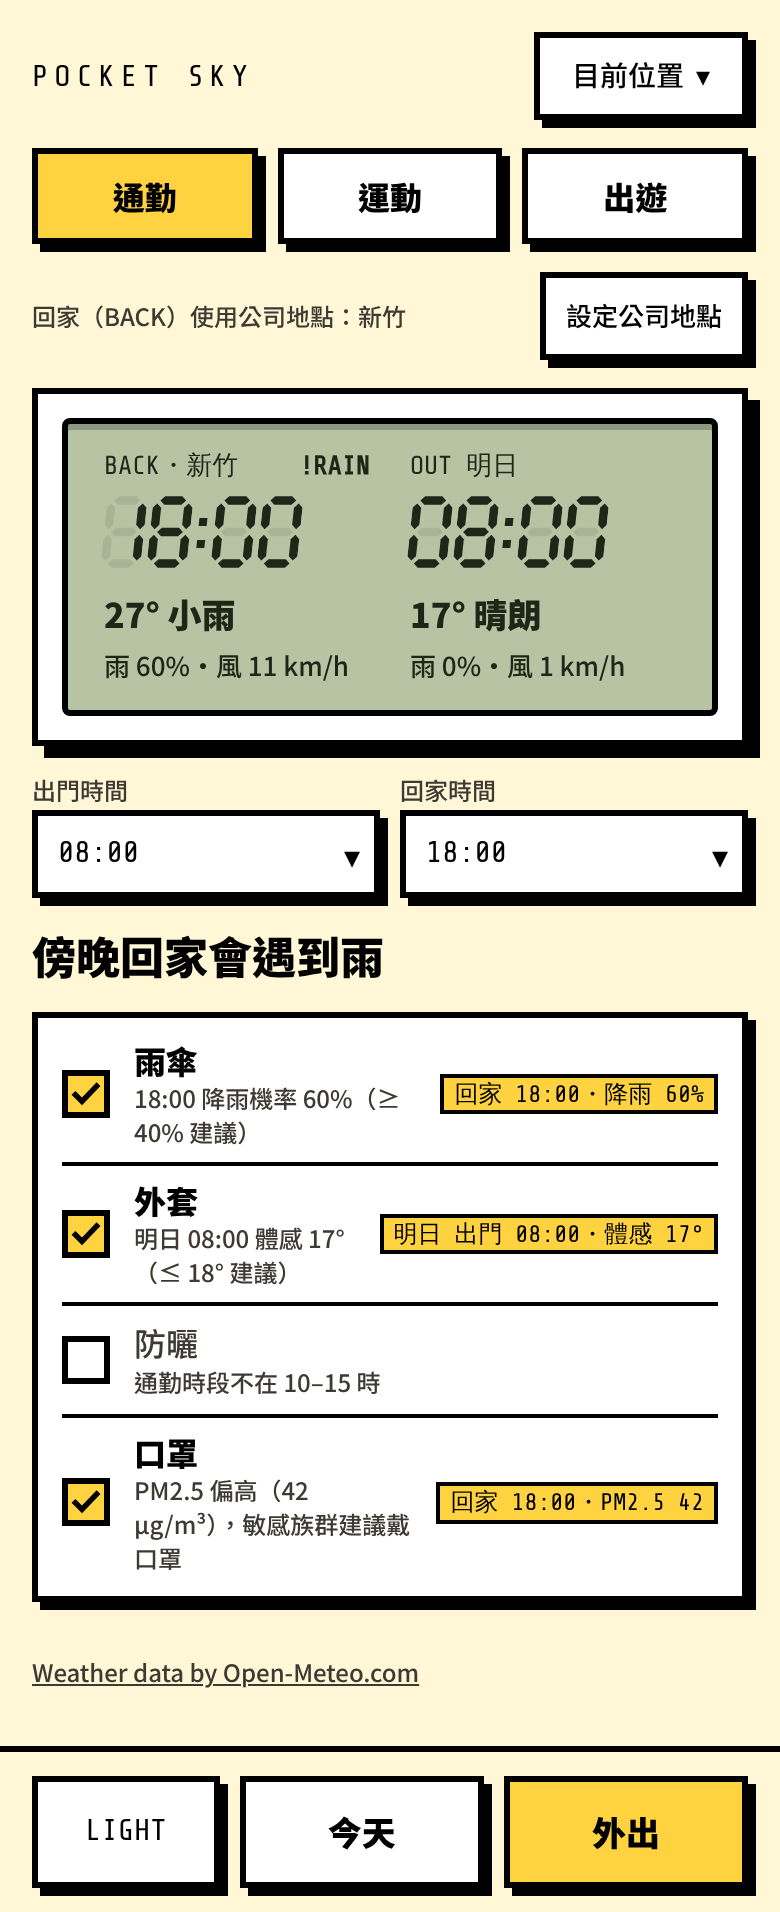 POCKET SKY
目前位置 ▼
通勤
運動
出遊
回家（BACK）使用公司地點：新竹
設定公司地點
BACK・新竹 !RAIN
18:00
27° 小雨
雨 60%・風 11 km/h
OUT 明日
08:00
17° 晴朗
雨 0%・風 1 km/h
出門時間
08:00 ▼
回家時間
18:00 ▼
傍晚回家會遇到雨
雨傘
18:00 降雨機率 60%（≥
40% 建議）
回家 18:00・降雨 60%
外套
明日 08:00 體感 17°
（≤ 18° 建議）
明日 出門 08:00・體感 17°
防曬
通勤時段不在 10–15 時
口罩
PM2.5 偏高（42
μg/m³），敏感族群建議戴
口罩
回家 18:00・PM2.5 42
Weather data by Open-Meteo.com
LIGHT
今天
外出